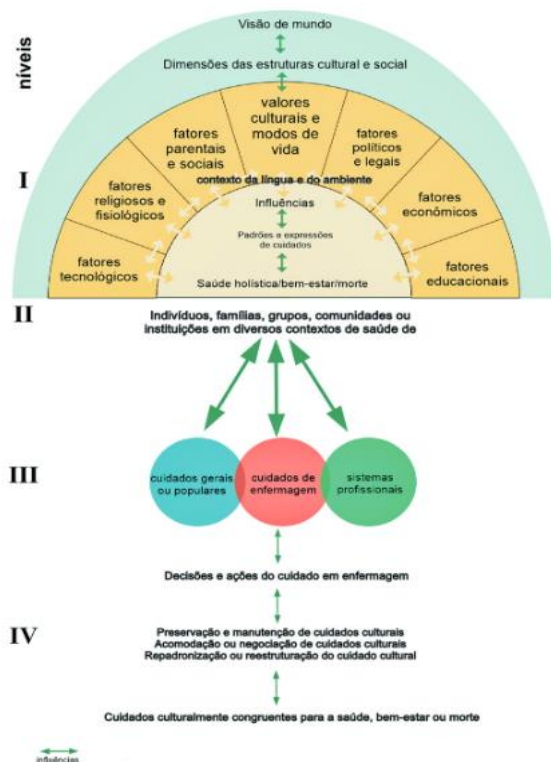 níveis
Visão de mundo
Dimensões das estruturas cultural e social
valores
culturais e
modos de
vida
fatores
parentais
e sociais
fatores
políticos
e legais
I
contexto da língua e do ambiente
fatores
religiosos e
fisiológicos
Influências
fatores
econômicos
Padrões e expressões
de cuidados
fatores
tecnológicos
Saúde holística/bem-estar/morte
fatores
educacionais
II
Indivíduos, famílias, grupos, comunidades ou
instituições em diversos contextos de saúde de
III
cuidados gerais
ou populares
cuidados de
enfermagem
sistemas
profissionais
Decisões e ações do cuidado em enfermagem
IV
Preservação e manutenção de cuidados culturais
Acomodação ou negociação de cuidados culturais
Repadronização ou reestruturação do cuidado cultural
Cuidados culturalmente congruentes para a saúde, bem-estar ou morte
influências